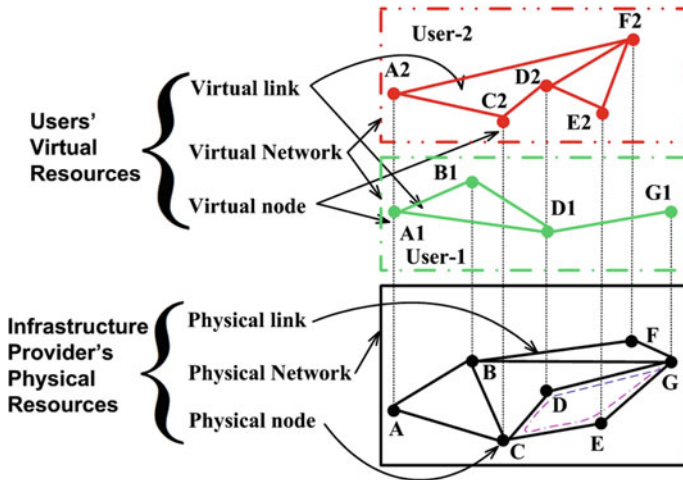 User-2
F2
A2
D2
C2
E2
Users'
Virtual
Resources
Virtual link
Virtual Network
Virtual node
B1
G1
D1
A1
User-1
Infrastructure
Provider's
Physical
Resources
Physical link
Physical Network
Physical node
F
B
G
D
A
E
C